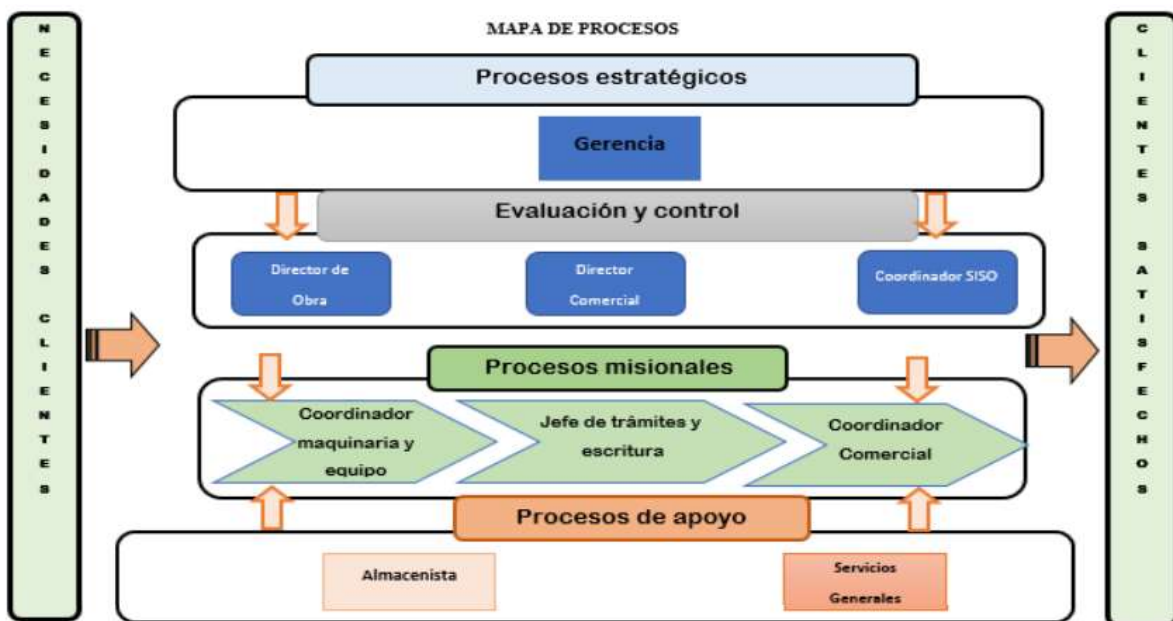 NECESIDADES CLIENTES
MAPA DE PROCESOS
Procesos estratégicos
Gerencia
Evaluación y control
Director de
Obra
Director
Comercial
Coordinador SISO
Procesos misionales
Coordinador
maquinaria y
equipo
Jefe de trámites y
escritura
Coordinador
Comercial
Procesos de apoyo
Almacenista
Servicios
Generales
CLIENTES SATISFECHOS